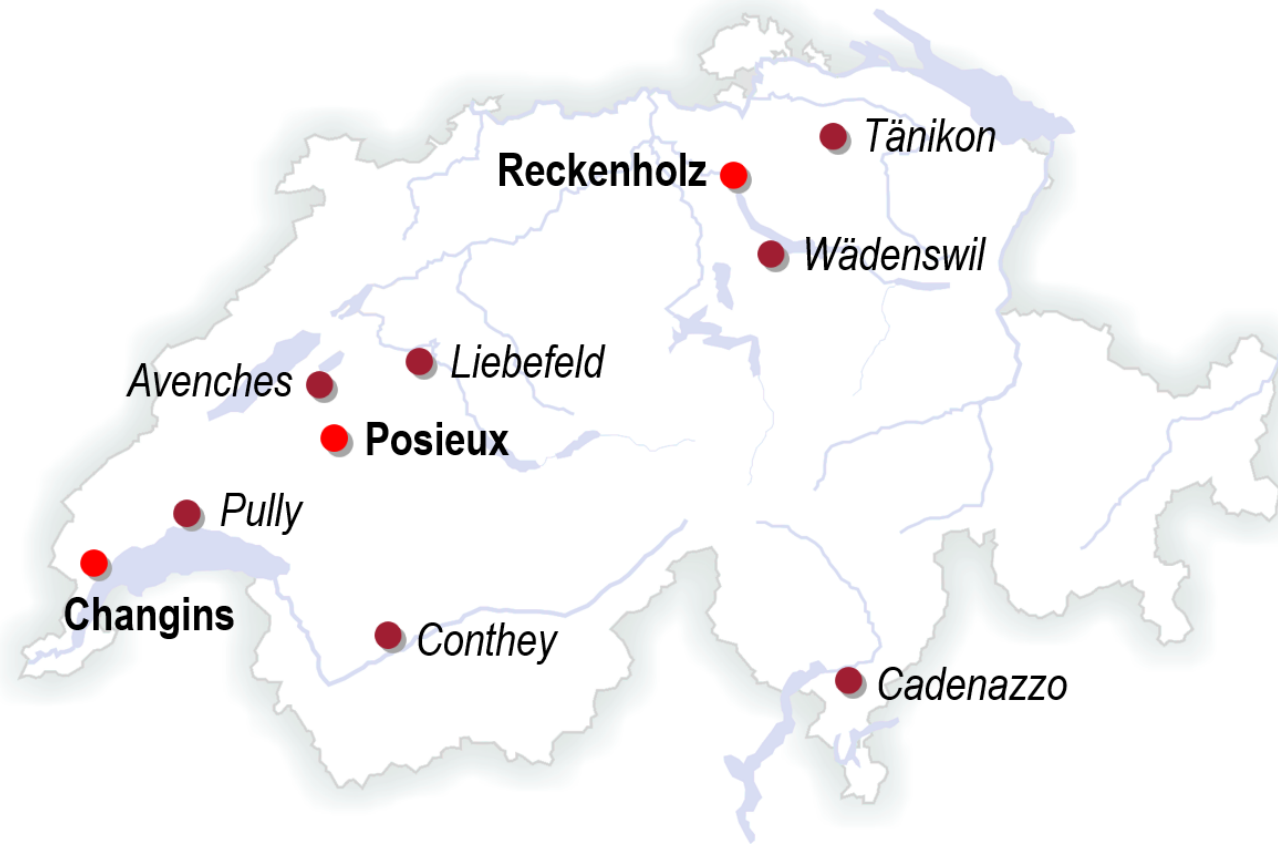 Tänikon
Reckenholz
Wädenswil
Liebefeld
Avenches
Posieux
Pully
Changins
Conthey
Cadenazzo